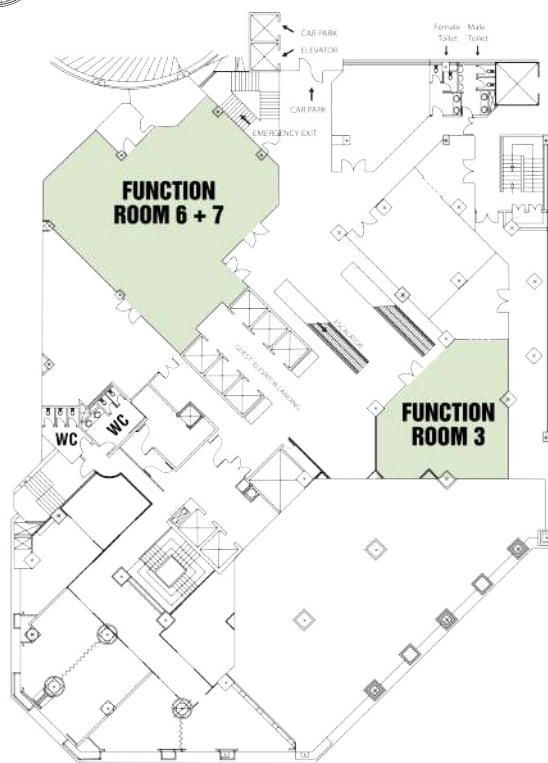 CAR PARK
ELEVATOR
CAR PARK
EMERGENCY EXIT
Female
Toilet
Male
Toilet
FUNCTION
ROOM 6 + 7
ESCALATOR
GUEST ELEVATOR LANDING
FUNCTION
ROOM 3
WC
WC